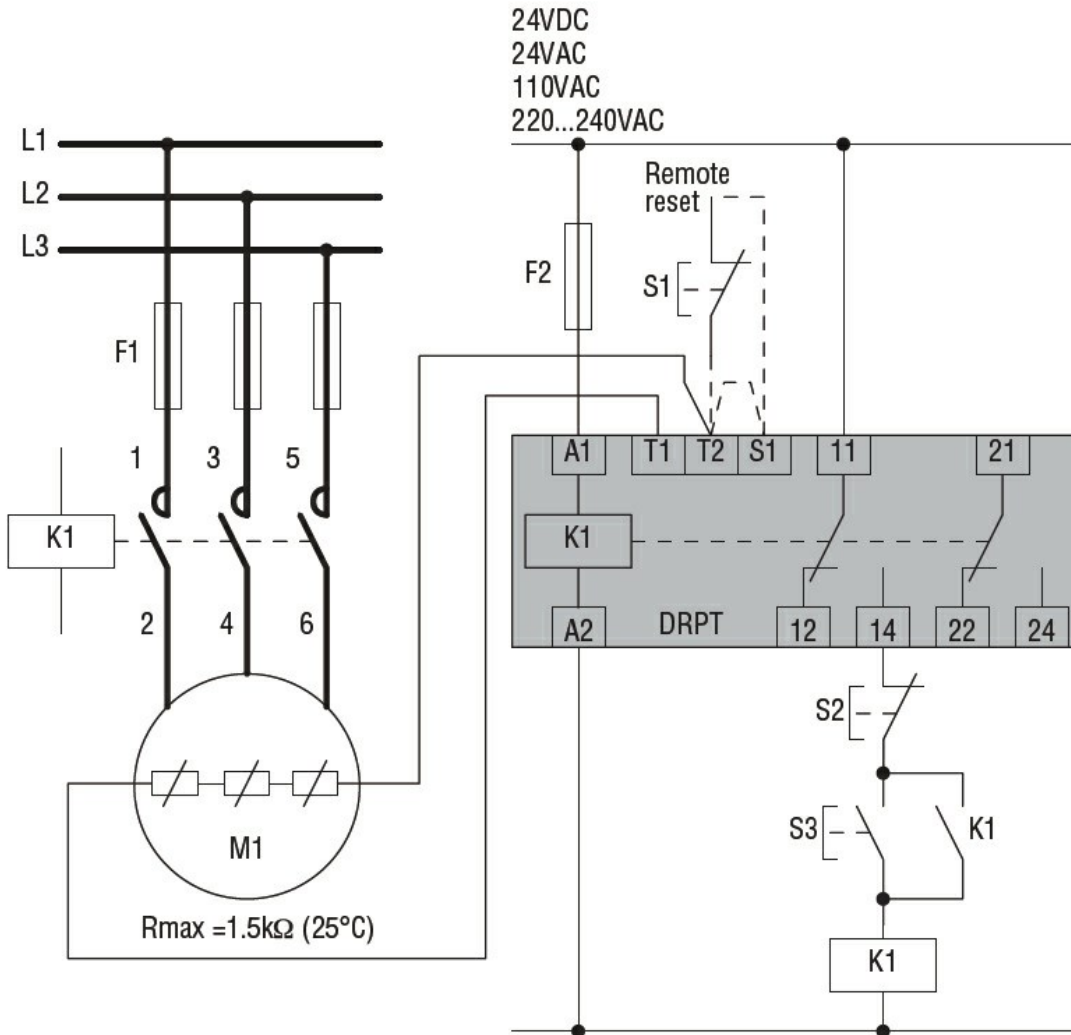 24VDC
24VAC
110VAC
220...240VAC
L1
L2
L3
Remote
reset
F2
S1
F1
1 3 5
A1 T1 T2 S1 11 21
K1
K1
2 4 6
A2 DRPT 12 14 22 24
S2
S3
K1
M1
Rmax =1.5kΩ (25°C)
K1